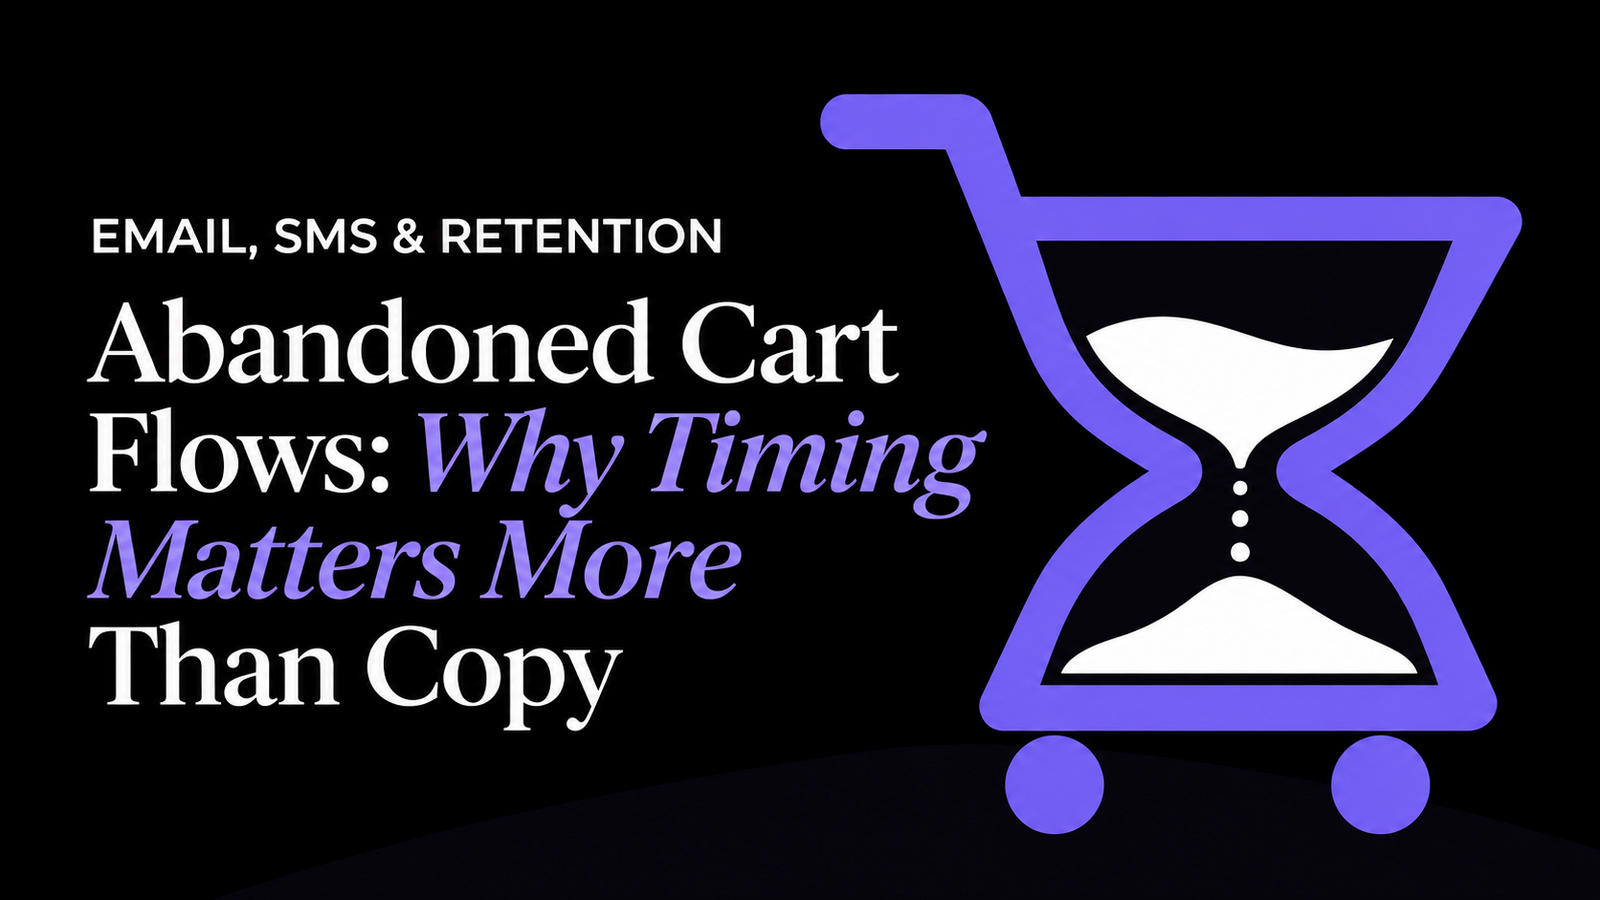 EMAIL, SMS & RETENTION
Abandoned Cart
Flows: Why Timing
Matters More
Than Copy